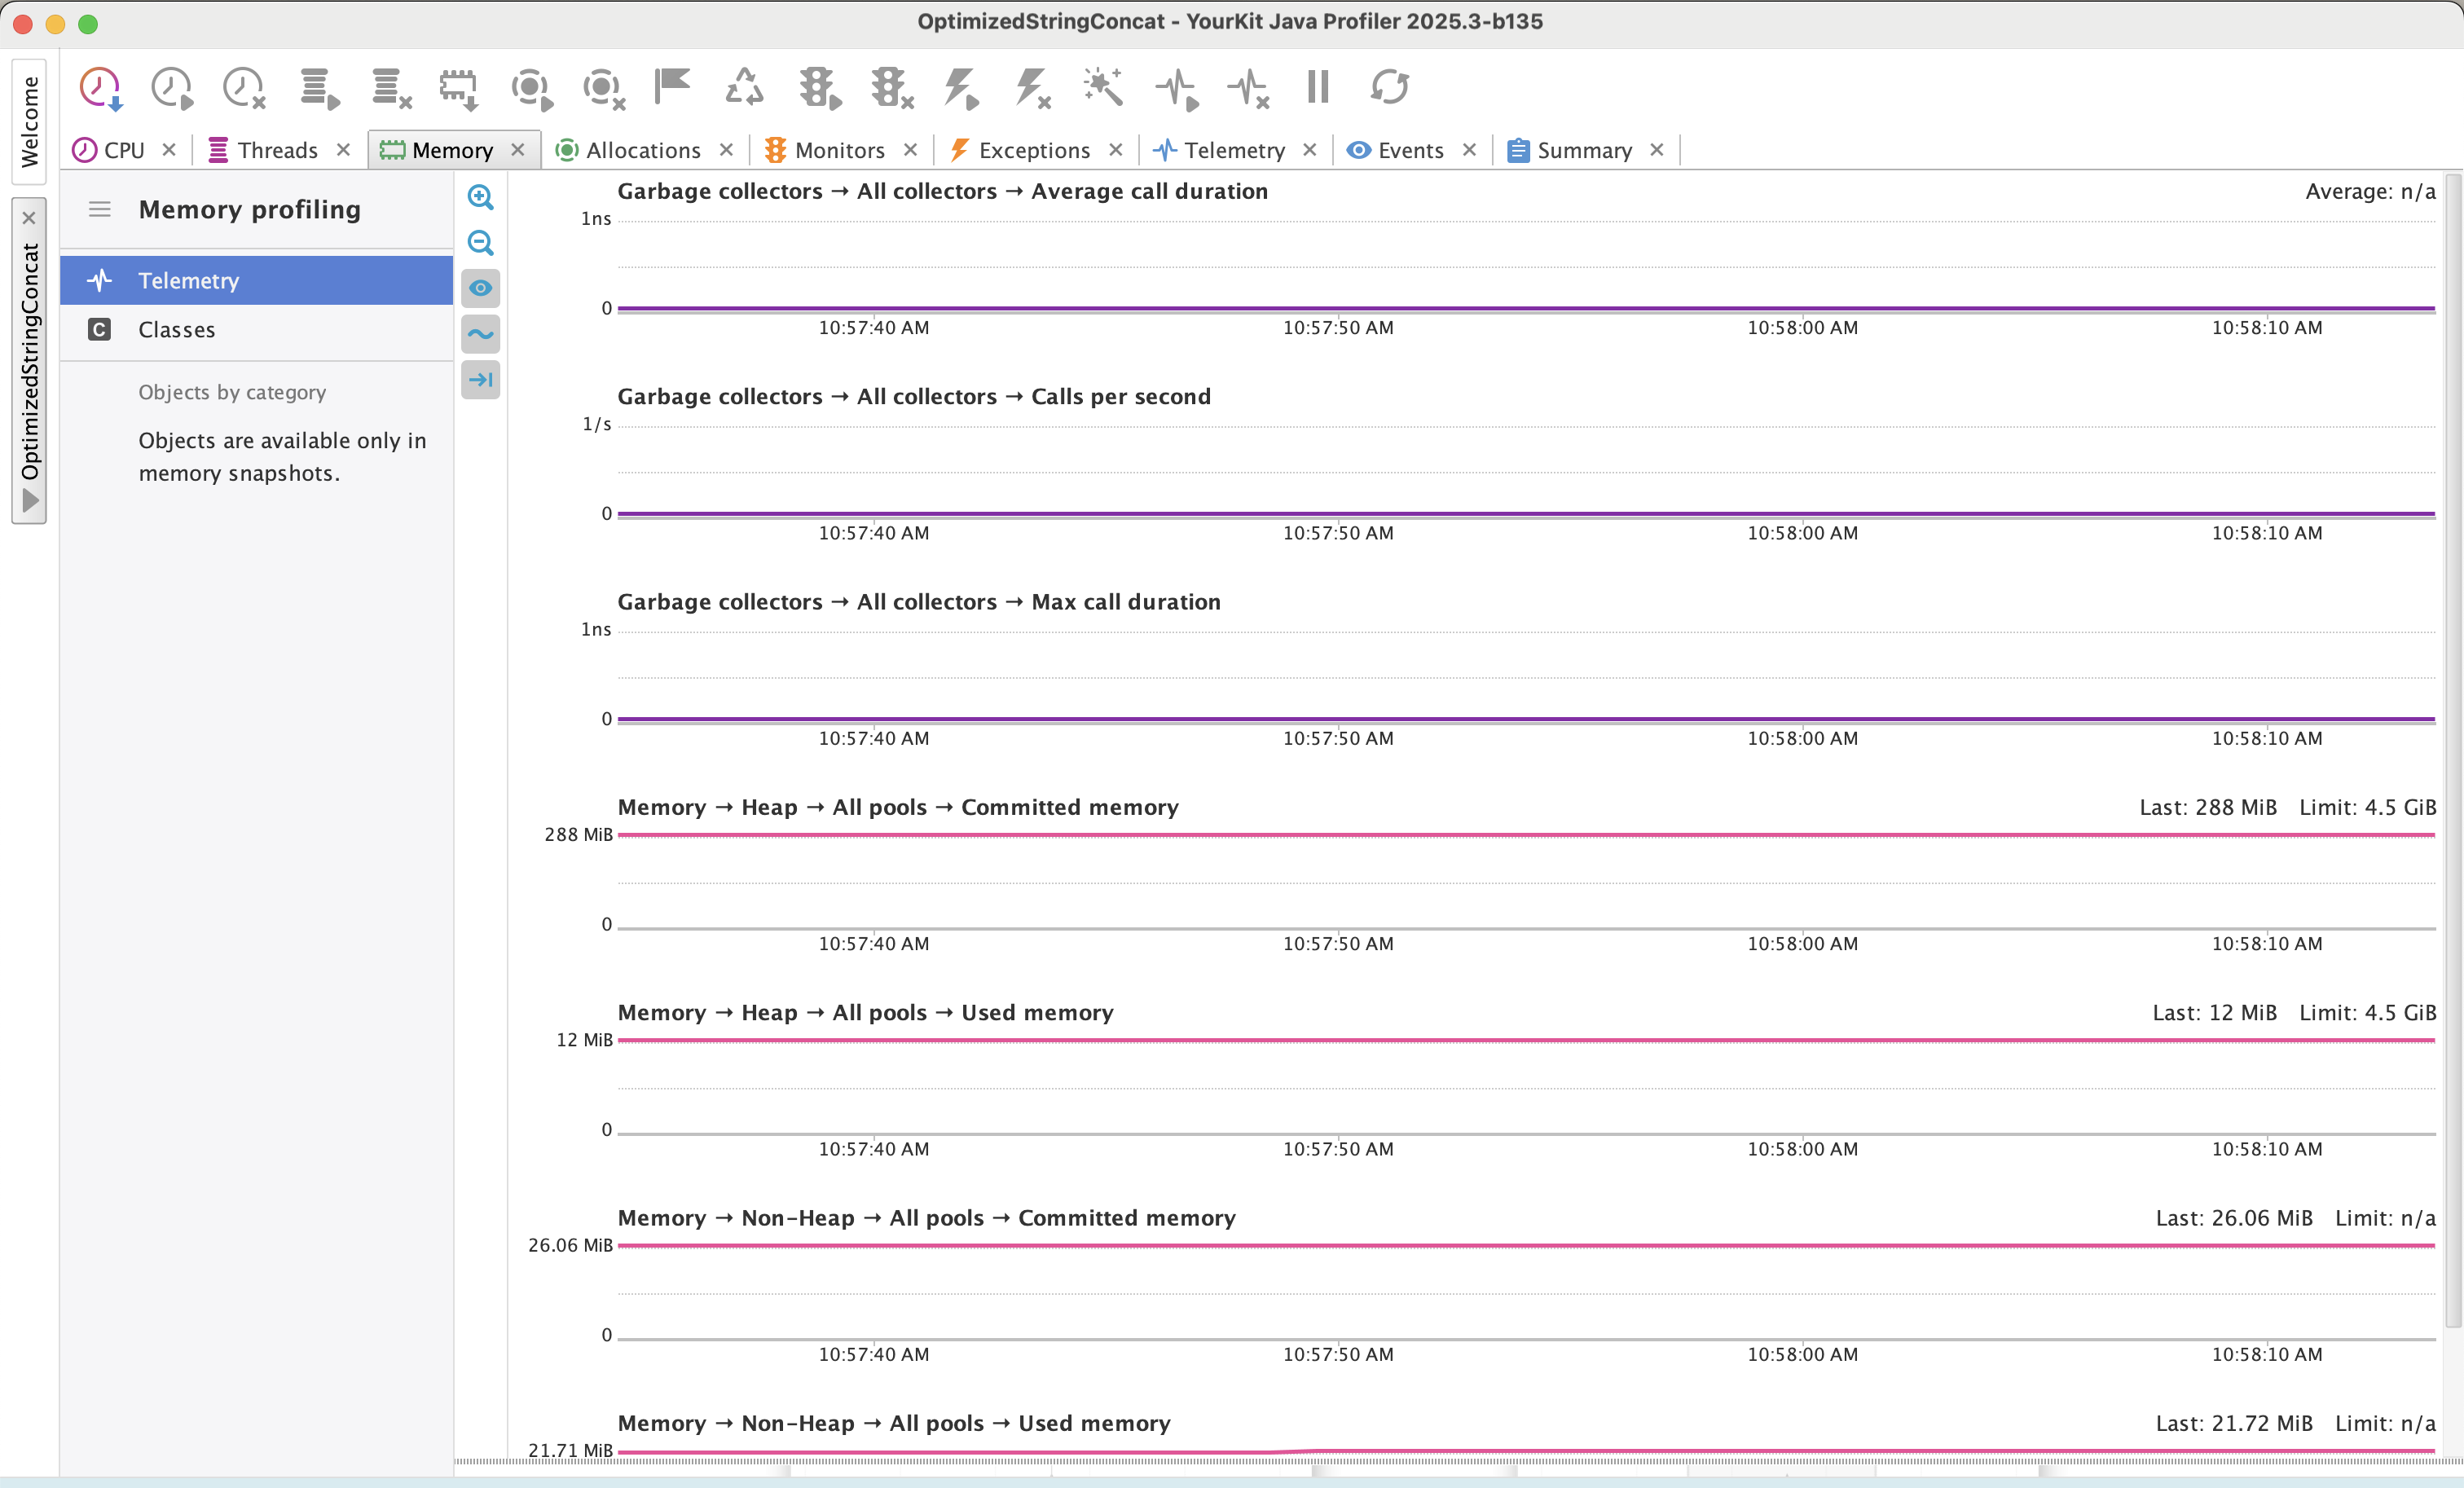 OptimizedStringConcat - YourKit Java Profiler 2025.3-b135
Welcome
OptimizedStringConcat
CPU
Threads
Memory
Allocations
Monitors
Exceptions
Telemetry
Events
Summary
Memory profiling
Telemetry
Classes
Objects by category
Objects are available only in
memory snapshots.
Garbage collectors → All collectors → Average call duration
Average: n/a
1ns
0
10:57:40 AM 10:57:50 AM 10:58:00 AM 10:58:10 AM
Garbage collectors → All collectors → Calls per second
1/s
0
10:57:40 AM 10:57:50 AM 10:58:00 AM 10:58:10 AM
Garbage collectors → All collectors → Max call duration
1ns
0
10:57:40 AM 10:57:50 AM 10:58:00 AM 10:58:10 AM
Memory → Heap → All pools → Committed memory
Last: 288 MiB Limit: 4.5 GiB
288 MiB
0
10:57:40 AM 10:57:50 AM 10:58:00 AM 10:58:10 AM
Memory → Heap → All pools → Used memory
Last: 12 MiB Limit: 4.5 GiB
12 MiB
0
10:57:40 AM 10:57:50 AM 10:58:00 AM 10:58:10 AM
Memory → Non-Heap → All pools → Committed memory
Last: 26.06 MiB Limit: n/a
26.06 MiB
0
10:57:40 AM 10:57:50 AM 10:58:00 AM 10:58:10 AM
Memory → Non-Heap → All pools → Used memory
Last: 21.72 MiB Limit: n/a
21.71 MiB